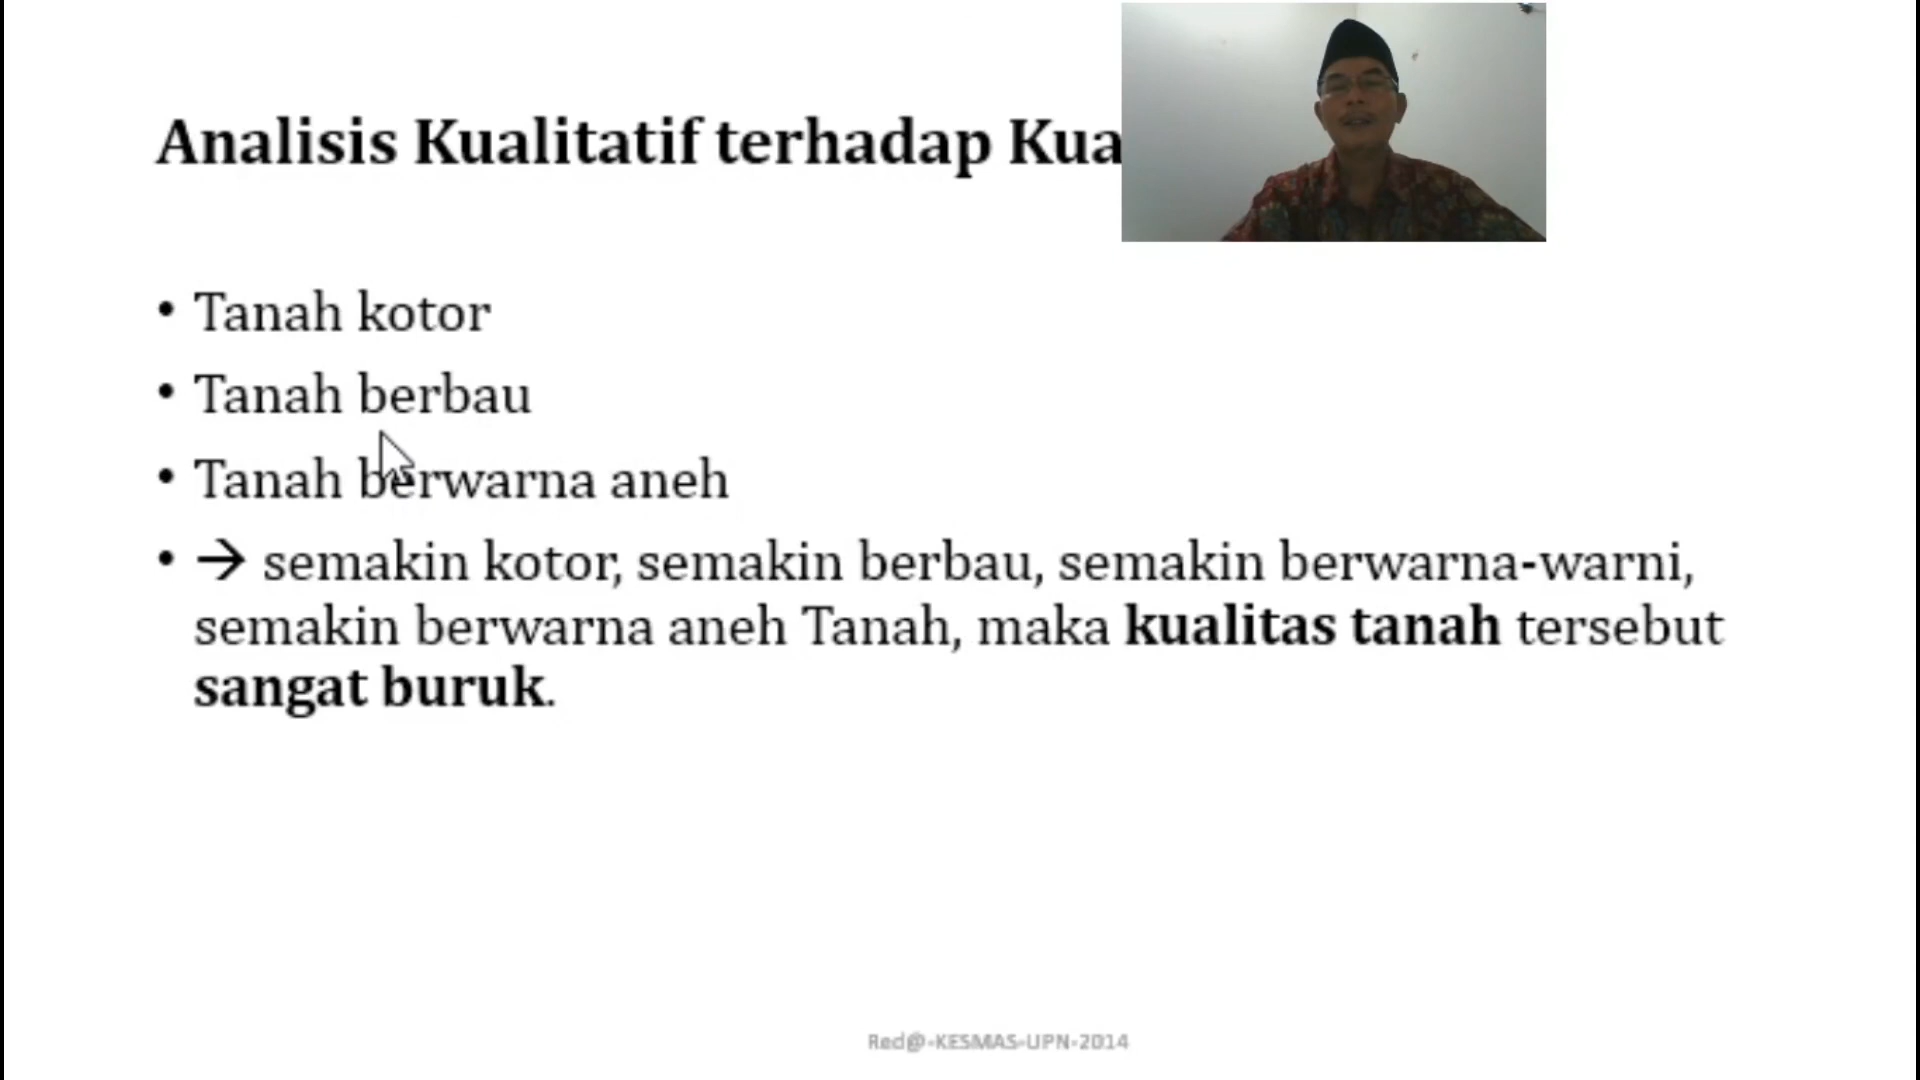 Analisis Kualitatif terhadap Kua
• Tanah kotor
• Tanah berbau
• Tanah berwarna aneh
• → semakin kotor, semakin berbau, semakin berwarna-warni,
semakin berwarna aneh Tanah, maka kualitas tanah tersebut
sangat buruk.
Red@-KESMAS-UPN-2014